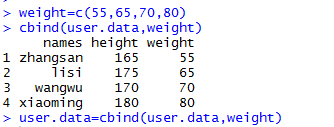 > weight=c(55,65,70,80)
> cbind(user.data,weight)
names height weight
1 zhangsan 165 55
2 lisi 175 65
3 wangwu 170 70
4 xiaoming 180 80
> user.data=cbind(user.data,weight)